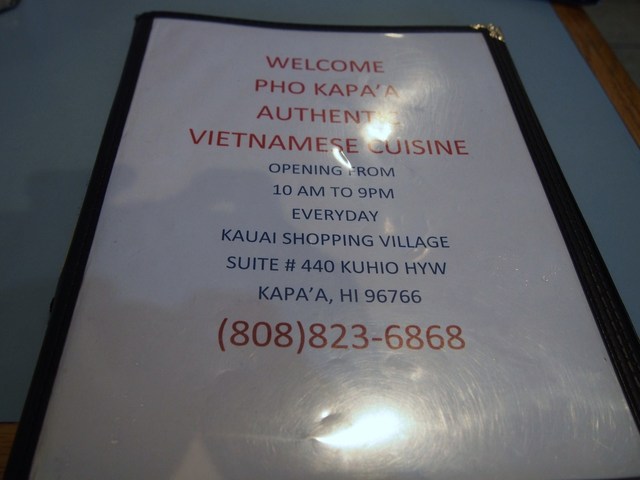 WELCOME
PHO KAPA'A
AUTHENTIC
VIETNAMESE CUISINE
OPENING FROM
10 AM TO 9PM
EVERYDAY
KAUAI SHOPPING VILLAGE
SUITE # 440 KUHIO HYW
KAPA'A, HI 96766
(808)823-6868